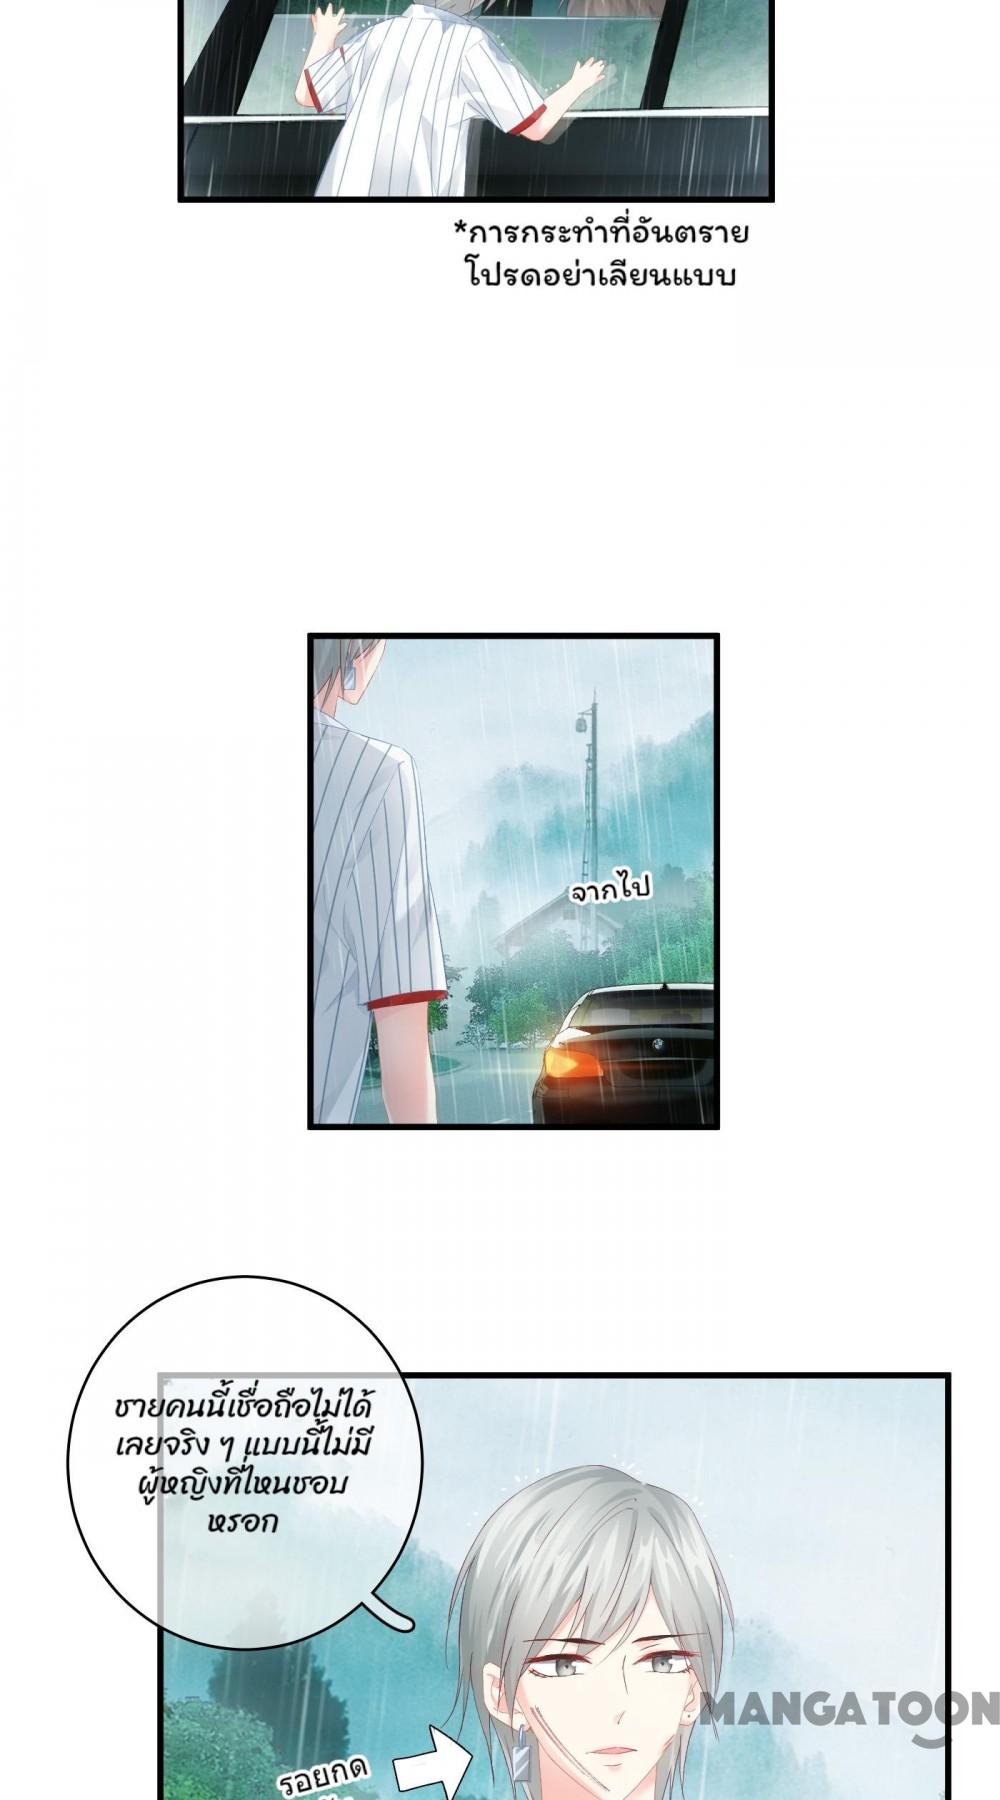 *การกระทำที่อันตราย
โปรดอย่าเลียนแบบ
จากไป
ชายคนนี้เชื่อถือไม่ได้
เลยจริง ๆ แบบนี้ไม่มี
ผู้หญิงที่ไหนชอบ
หรอก
MANGATOON
รอยกด